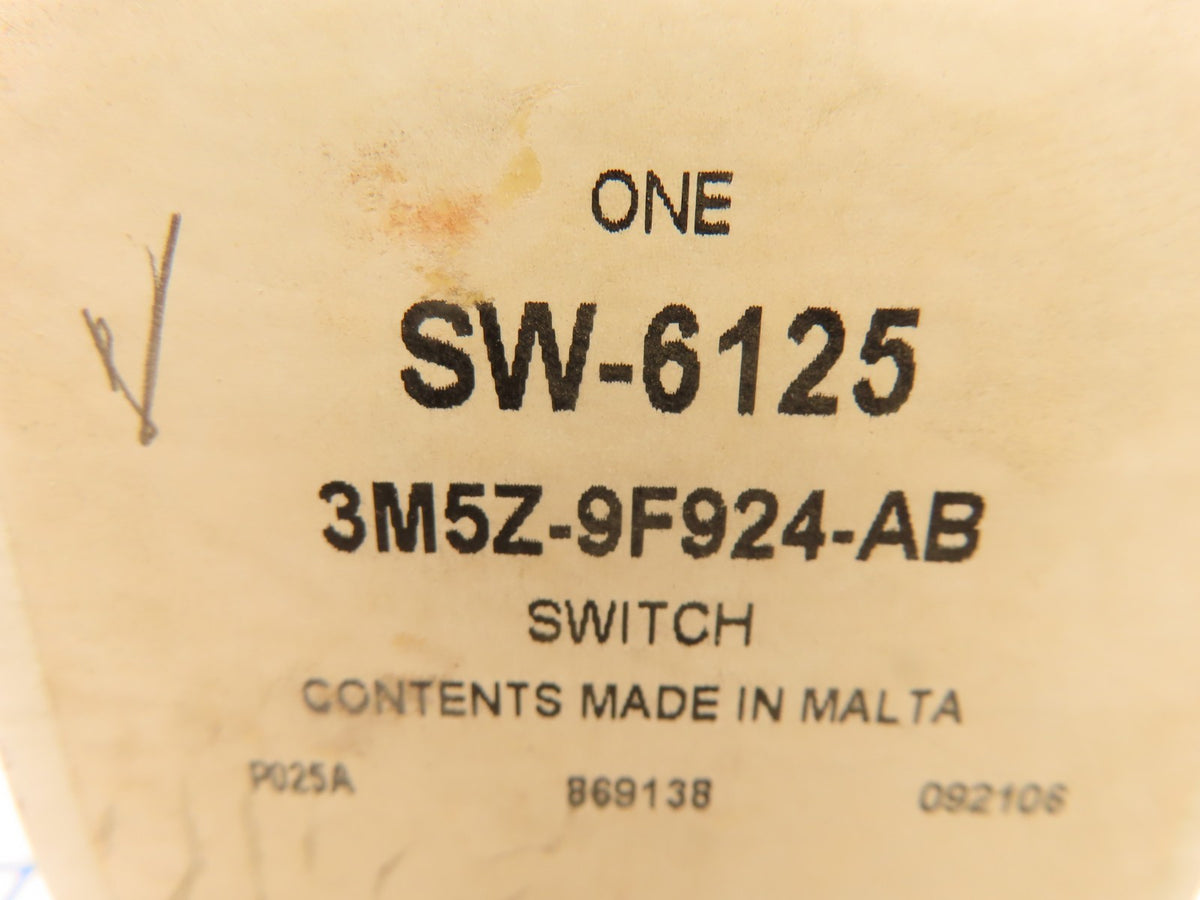 ONE
SW-6125
3M5Z-9F924-AB
SWITCH
CONTENTS MADE IN MALTA
P025A 869138 092106